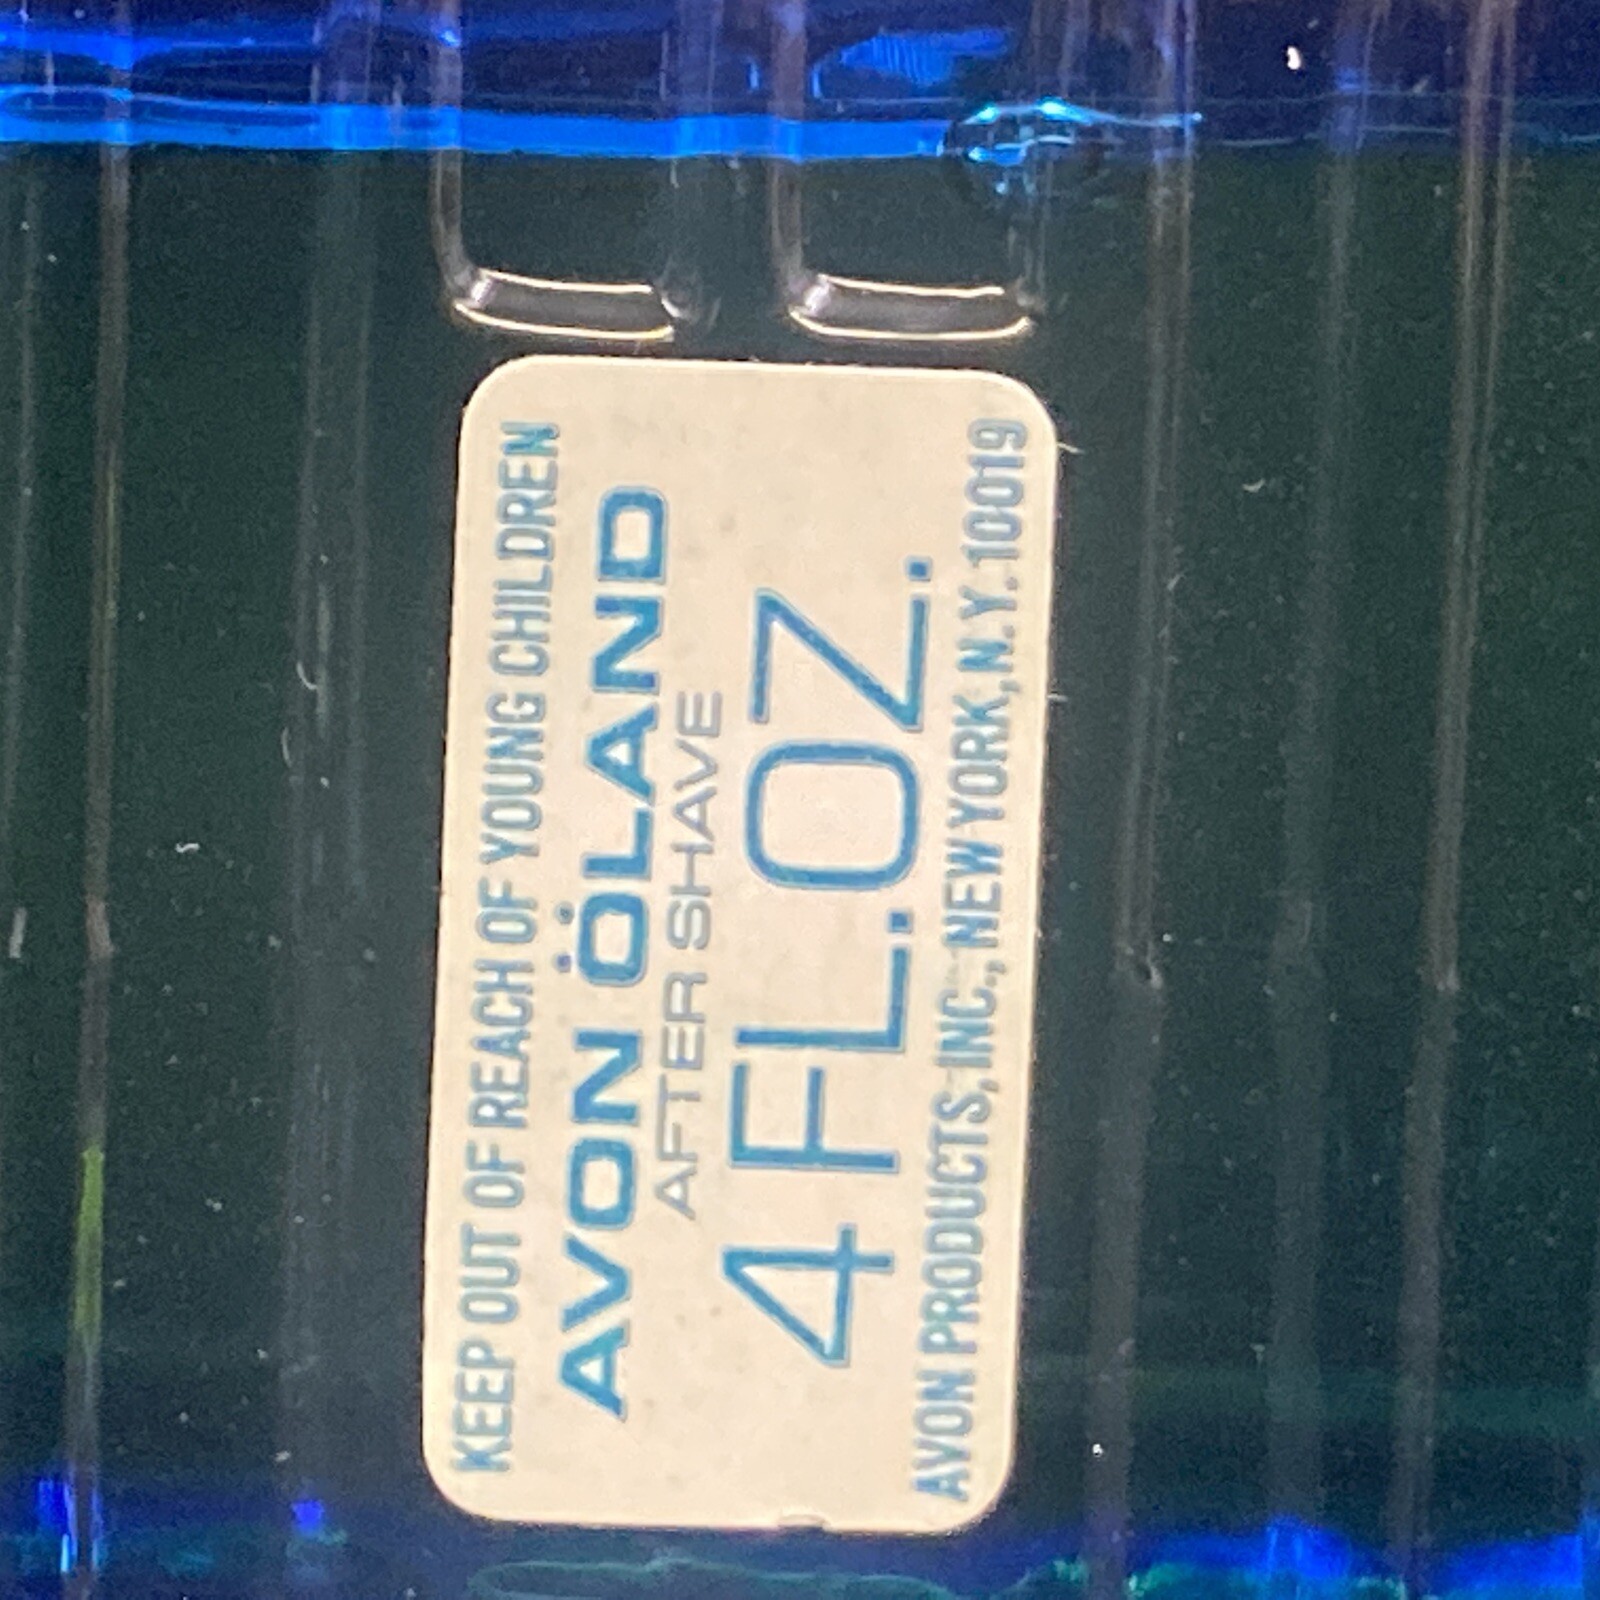 KEEP OUT OF REACH OF YOUNG CHILDREN
AVON ÖLAND
AFTER SHAVE
4 FL. OZ.
AVON PRODUCTS, INC., NEW YORK, N.Y. 10019